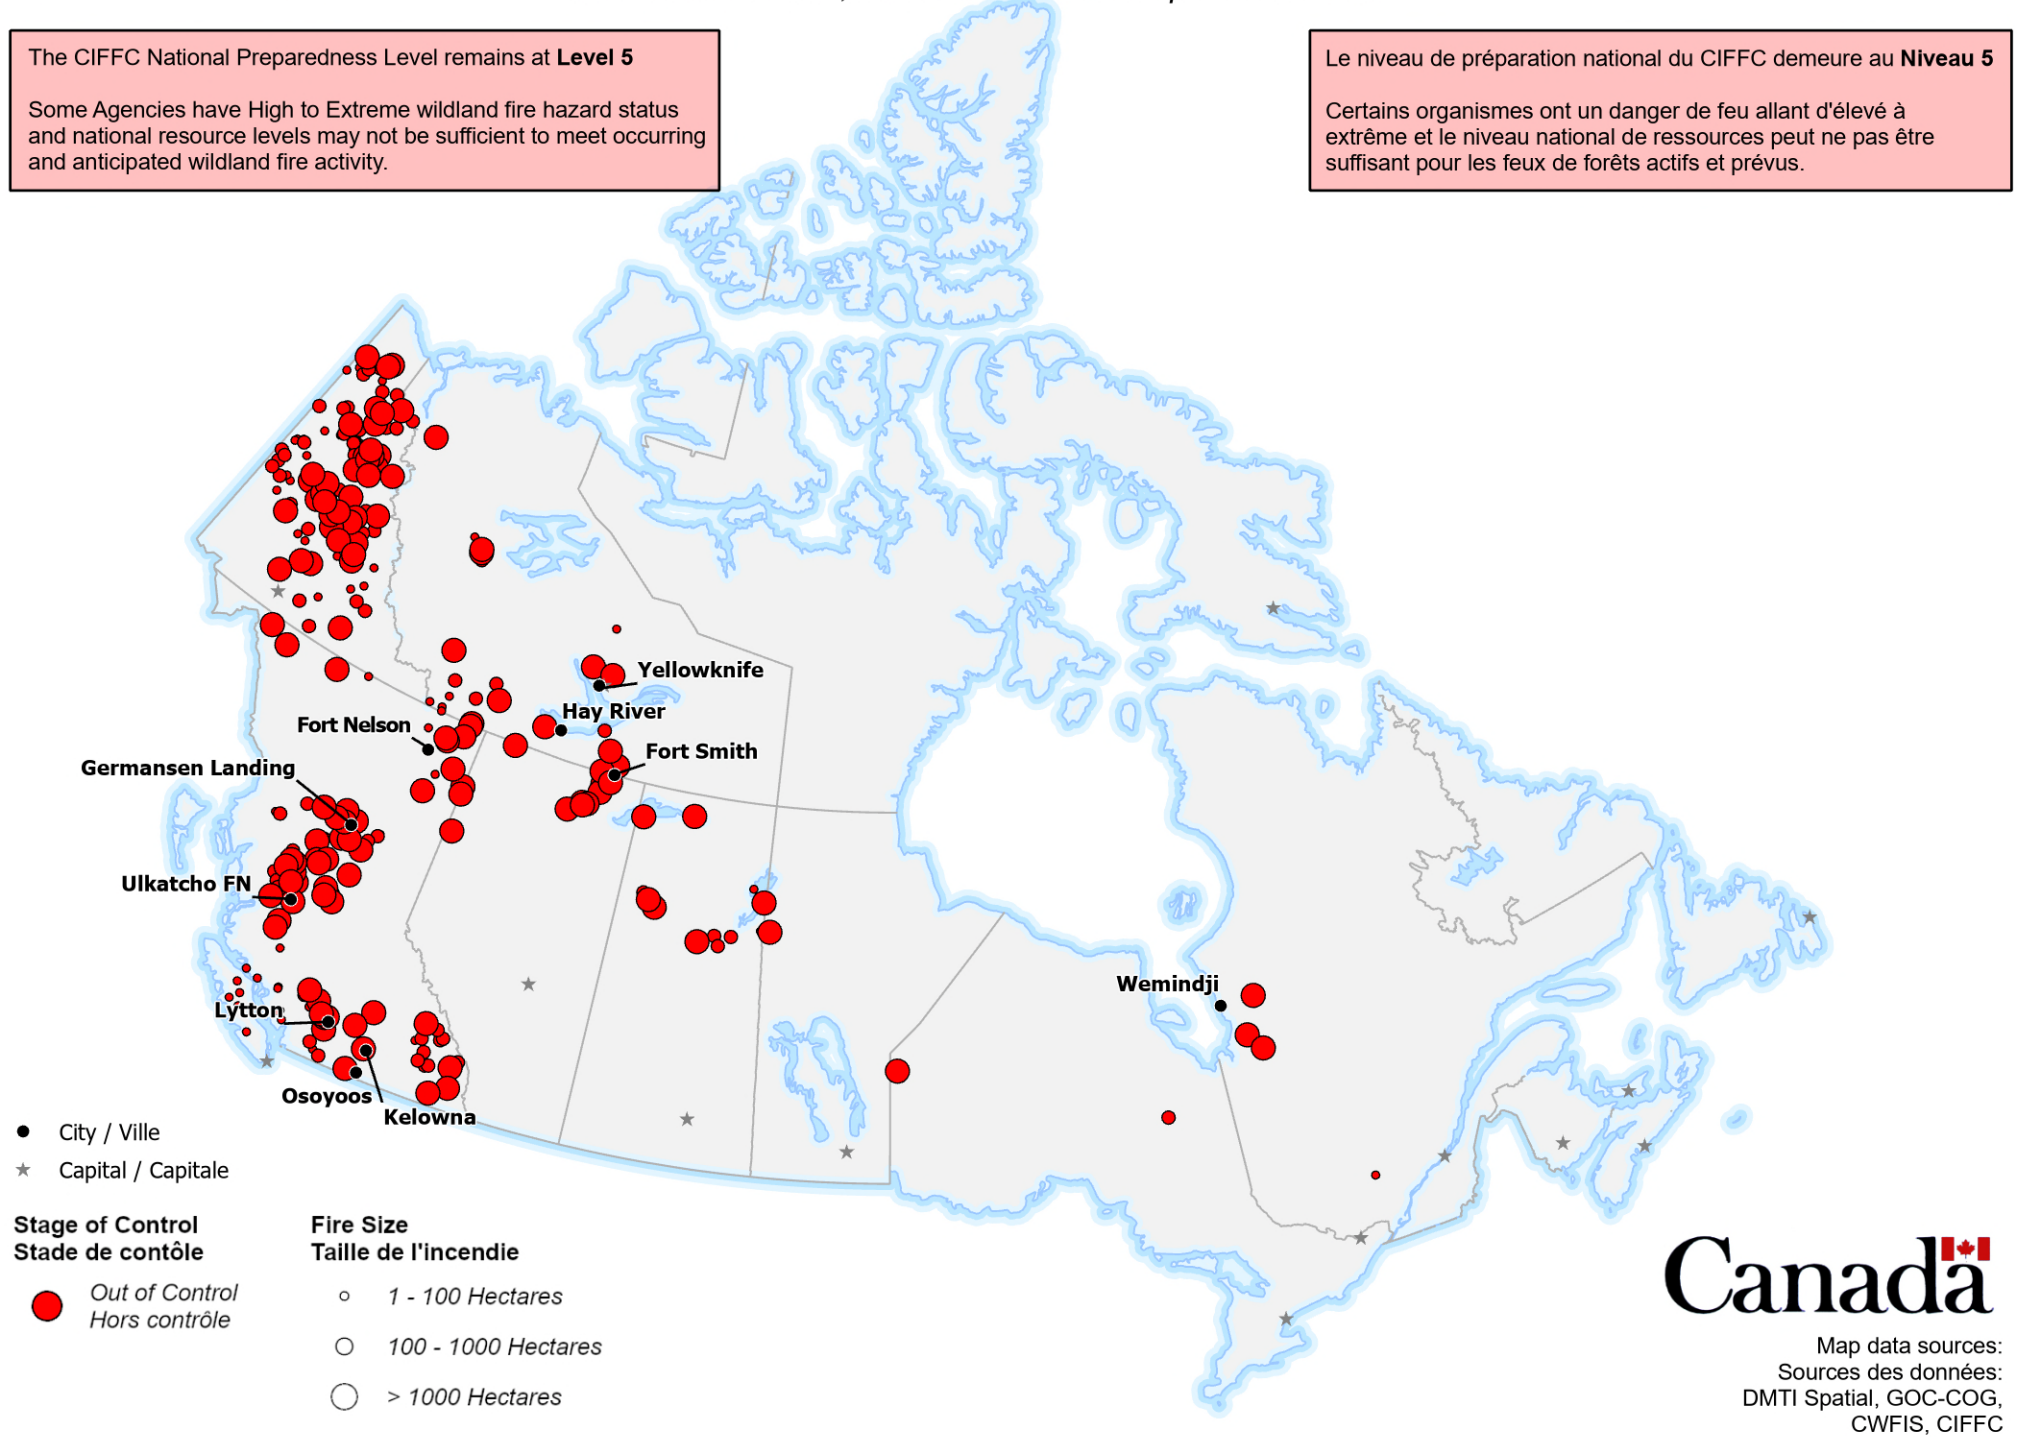 The CIFFC National Preparedness Level remains at Level 5
Some Agencies have High to Extreme wildland fire hazard status
and national resource levels may not be sufficient to meet occurring
and anticipated wildland fire activity.
Le niveau de préparation national du CIFFC demeure au Niveau 5
Certains organismes ont un danger de feu allant d'élevé à
extrême et le niveau national de ressources peut ne pas être
suffisant pour les feux de forêts actifs et prévus.
Yellowknife
Hay River
Fort Nelson
Fort Smith
Germansen Landing
Ulkatcho FN
Wemindji
Lytton
Osoyoos
Kelowna
City / Ville
Capital / Capitale
Stage of Control
Stade de contôle
Out of Control
Hors contrôle
Fire Size
Taille de l'incendie
1 - 100 Hectares
100 - 1000 Hectares
> 1000 Hectares
Canada
Map data sources:
Sources des données:
DMTI Spatial, GOC-COG,
CWFIS, CIFFC